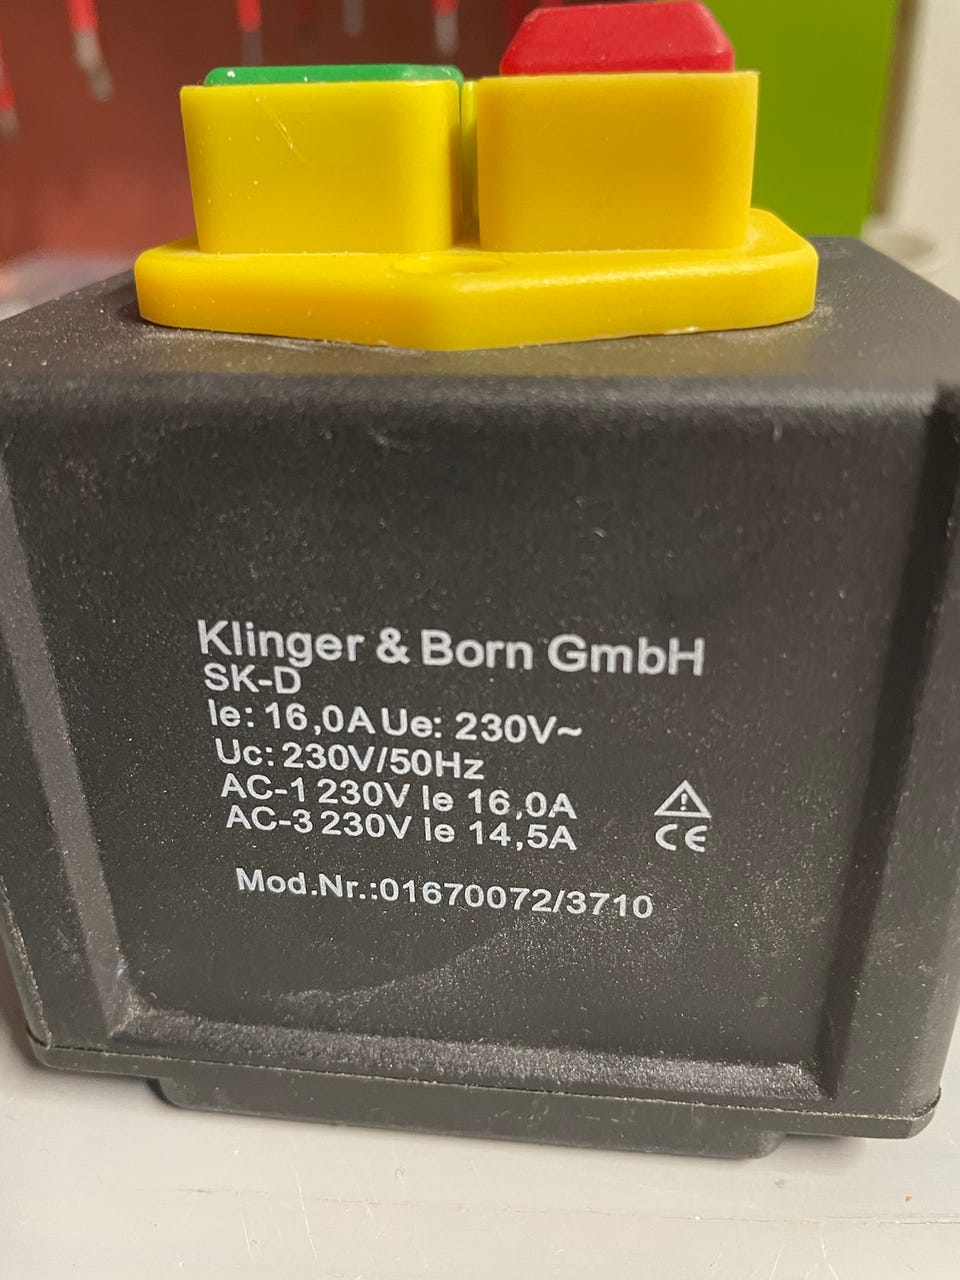 Klinger & Born GmbH
SK-D
Ie: 16,0A Ue: 230V~
Uc: 230V/50Hz
AC-1 230V Ie 16,0A
AC-3 230V Ie 14,5A
CE
Mod.Nr.:01670072/3710